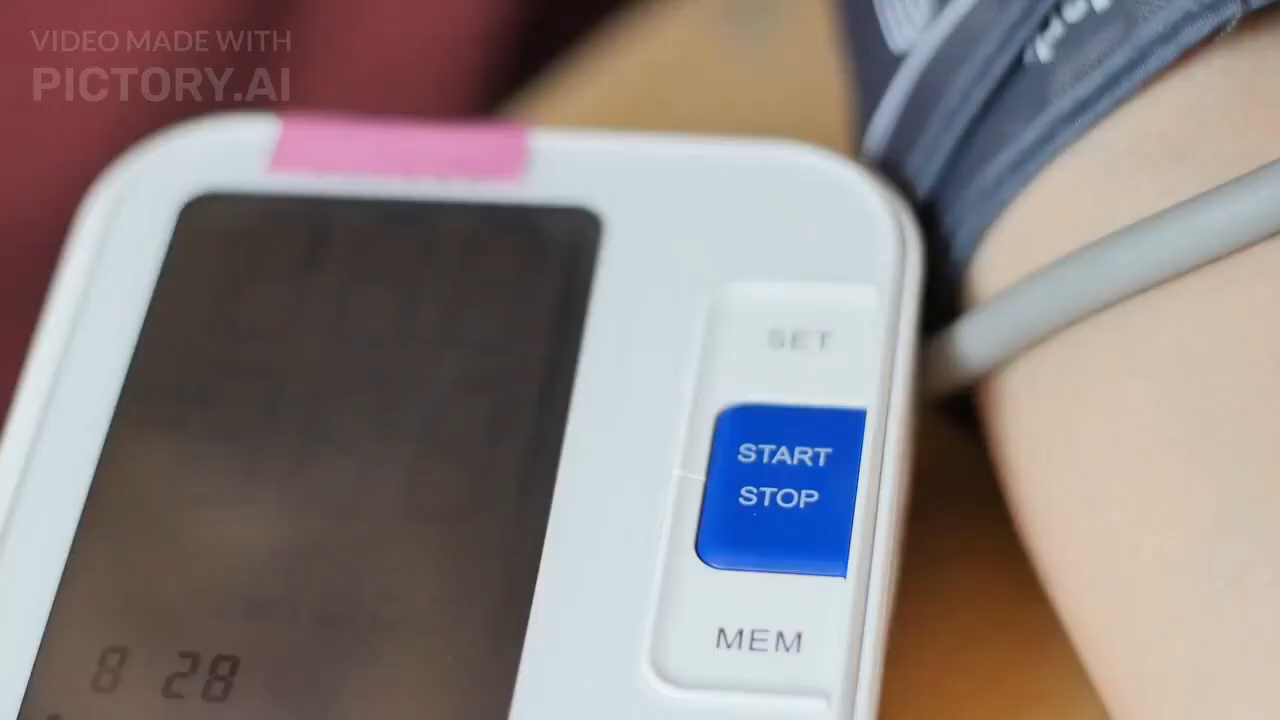 VIDEO MADE WITH
PICTORY.AI
SET
START
STOP
MEM
8 28